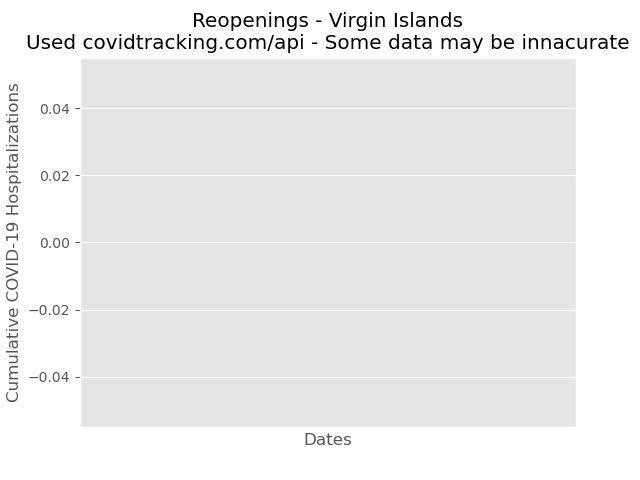 Reopenings - Virgin Islands
Used covidtracking.com/api - Some data may be innacurate
Cumulative COVID-19 Hospitalizations
0.04
0.02
0.00
−0.02
−0.04
Dates